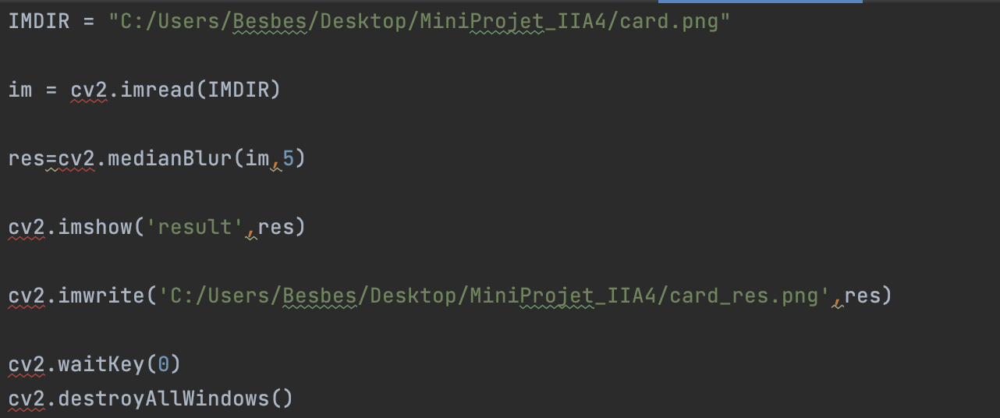 IMDIR = "C:/Users/Besbes/Desktop/MiniProjet_IIA4/card.png"
im = cv2.imread(IMDIR)
res=cv2.medianBlur(im,5)
cv2.imshow('result',res)
cv2.imwrite('C:/Users/Besbes/Desktop/MiniProjet_IIA4/card_res.png',res)
cv2.waitKey(0)
cv2.destroyAllWindows()